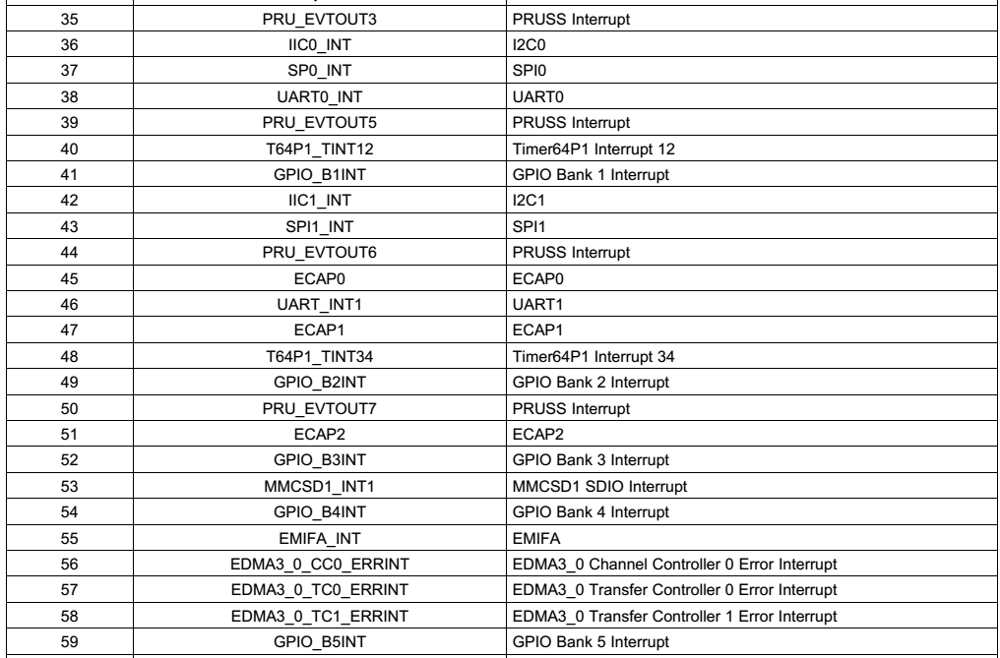 35 PRU_EVTOUT3 PRUSS Interrupt
36 IIC0_INT I2C0
37 SP0_INT SPI0
38 UART0_INT UART0
39 PRU_EVTOUT5 PRUSS Interrupt
40 T64P1_TINT12 Timer64P1 Interrupt 12
41 GPIO_B1INT GPIO Bank 1 Interrupt
42 IIC1_INT I2C1
43 SPI1_INT SPI1
44 PRU_EVTOUT6 PRUSS Interrupt
45 ECAP0 ECAP0
46 UART_INT1 UART1
47 ECAP1 ECAP1
48 T64P1_TINT34 Timer64P1 Interrupt 34
49 GPIO_B2INT GPIO Bank 2 Interrupt
50 PRU_EVTOUT7 PRUSS Interrupt
51 ECAP2 ECAP2
52 GPIO_B3INT GPIO Bank 3 Interrupt
53 MMCSD1_INT1 MMCSD1 SDIO Interrupt
54 GPIO_B4INT GPIO Bank 4 Interrupt
55 EMIFA_INT EMIFA
56 EDMA3_0_CC0_ERRINT EDMA3_0 Channel Controller 0 Error Interrupt
57 EDMA3_0_TC0_ERRINT EDMA3_0 Transfer Controller 0 Error Interrupt
58 EDMA3_0_TC1_ERRINT EDMA3_0 Transfer Controller 1 Error Interrupt
59 GPIO_B5INT GPIO Bank 5 Interrupt